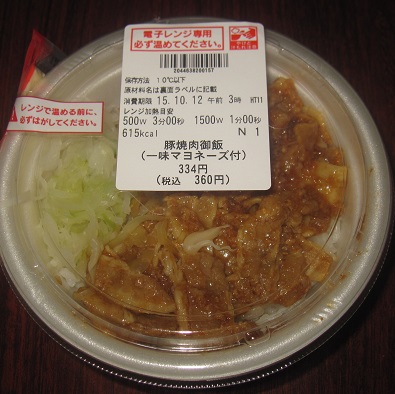 電子レンジ専用
必ず温めてください。
2044638200157
保存方法 10℃以下
原材料名は裏面ラベルに記載
消費期限 15.10.12 午前 3時 HT11
レンジ加熱目安
500W 3分00秒 1500W 1分00秒
615kcal N 1
豚焼肉御飯
(一味マヨネーズ付)
334円
(税込 360円)
レンジで温める前に、
必ずはがしてください。